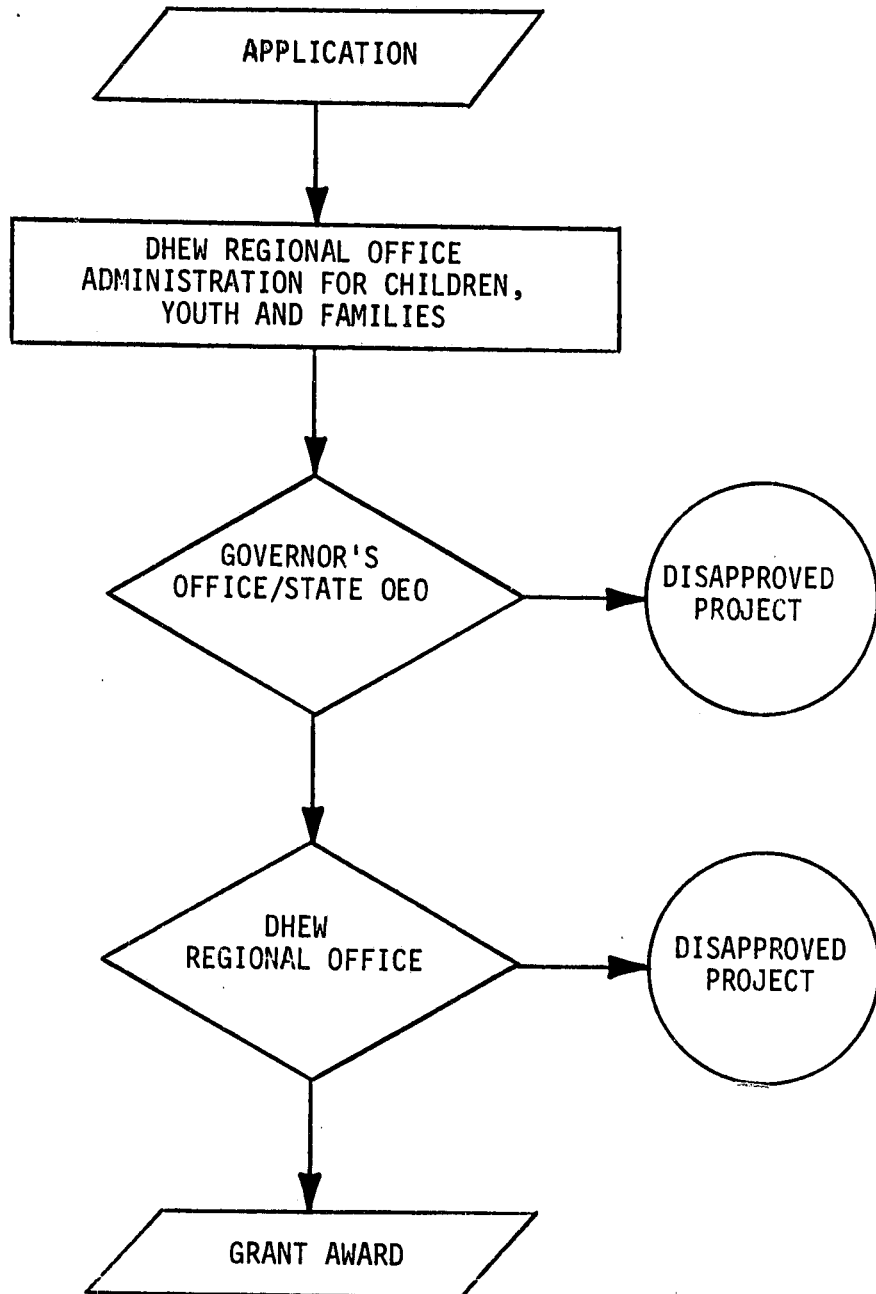 APPLICATION
DHEW REGIONAL OFFICE
ADMINISTRATION FOR CHILDREN,
YOUTH AND FAMILIES
GOVERNOR'S
OFFICE/STATE OEO
DISAPPROVED
PROJECT
DHEW
REGIONAL OFFICE
DISAPPROVED
PROJECT
GRANT AWARD